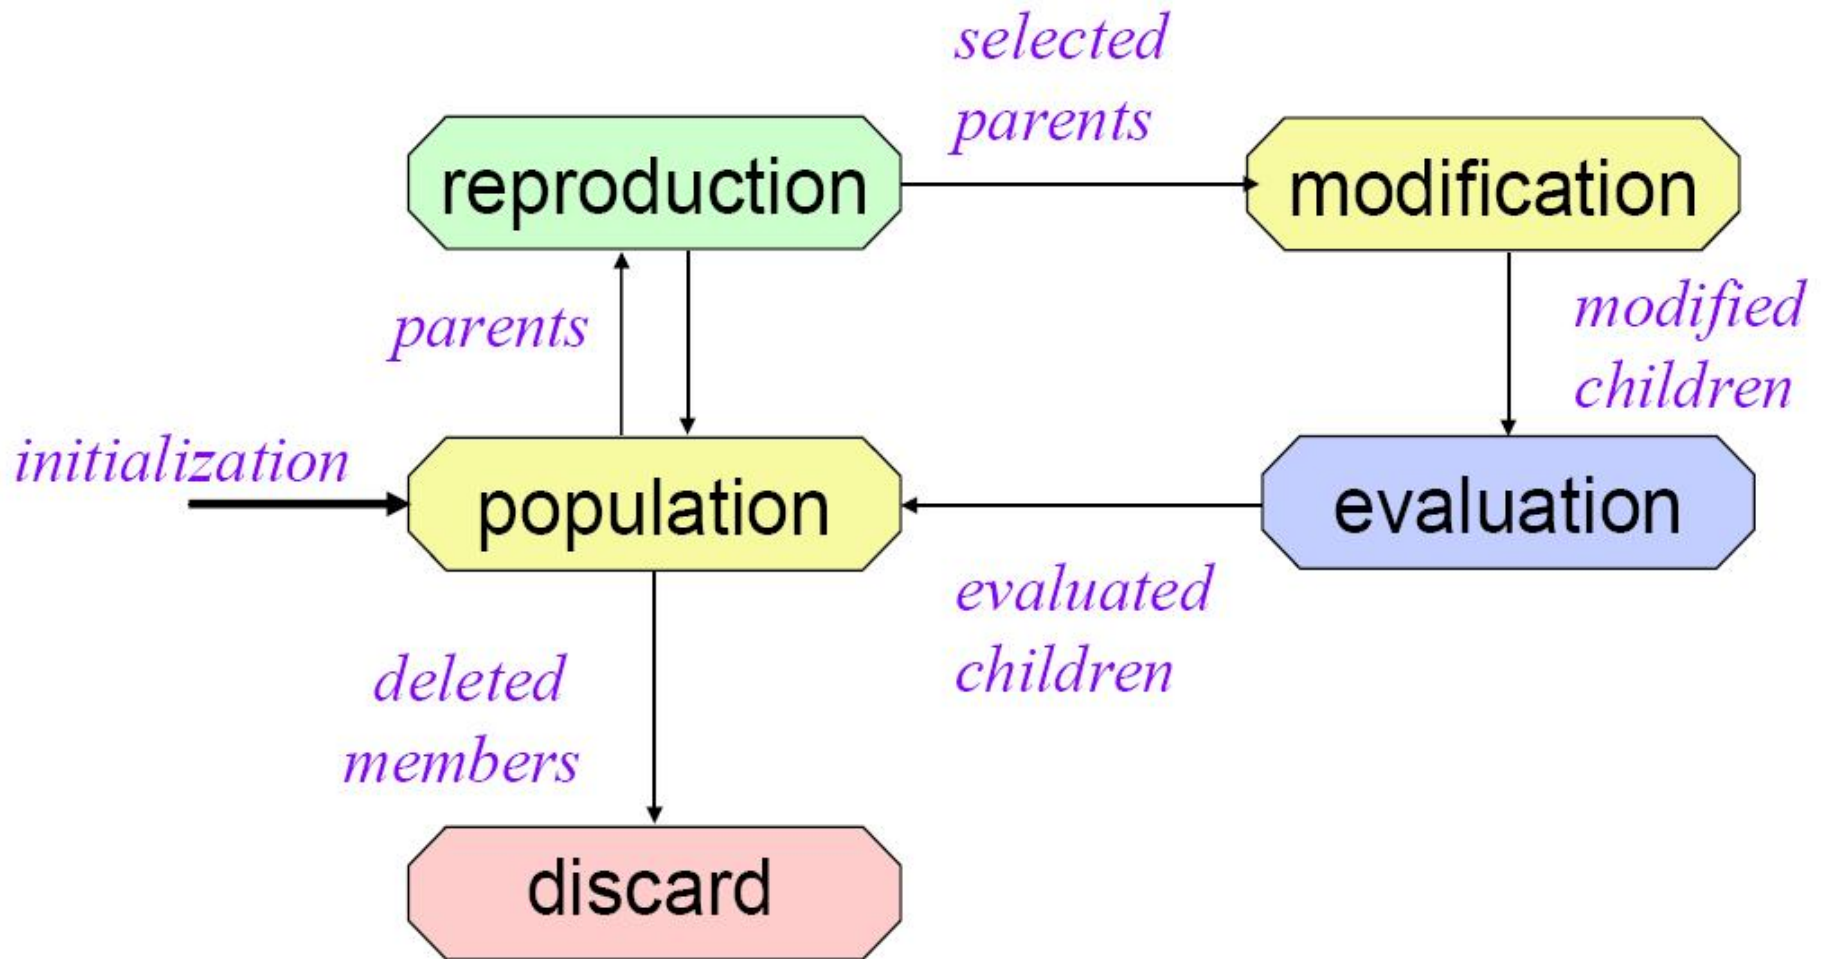 selected
parents
reproduction
modification
parents
modified
children
initialization
population
evaluation
evaluated
children
deleted
members
discard